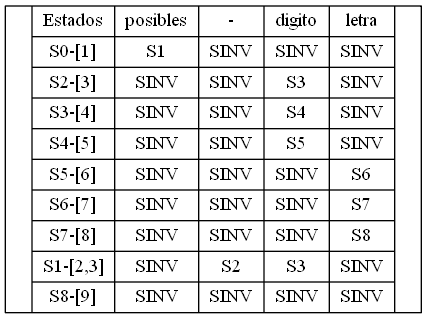 Estados posibles - digito letra
S0-[1] S1 SINV SINV SINV
S2-[3] SINV SINV S3 SINV
S3-[4] SINV SINV S4 SINV
S4-[5] SINV SINV S5 SINV
S5-[6] SINV SINV SINV S6
S6-[7] SINV SINV SINV S7
S7-[8] SINV SINV SINV S8
S1-[2,3] SINV S2 S3 SINV
S8-[9] SINV SINV SINV SINV